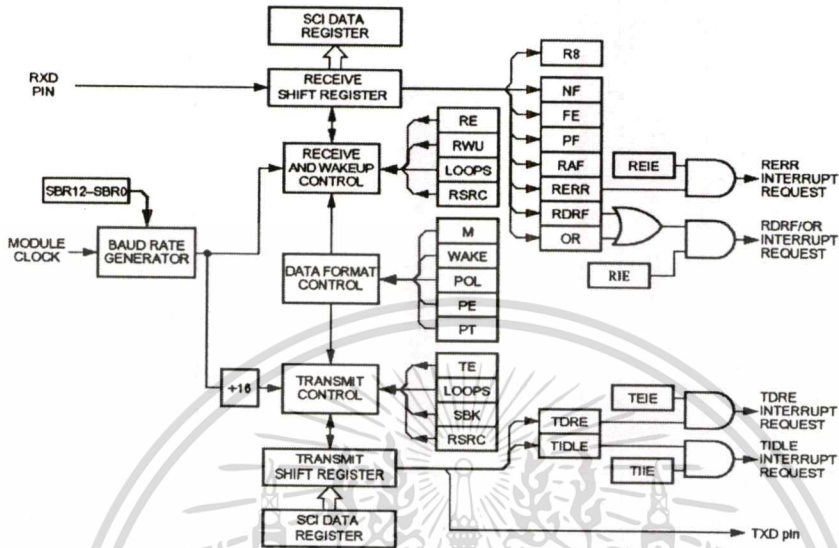 SCI DATA
REGISTER
RXD
PIN
RECEIVE
SHIFT REGISTER
R8
NF
FE
PF
RAF
RERR
RDRF
OR
RE
RWU
LOOPS
RSRC
RECEIVE
AND WAKEUP
CONTROL
REIE
RERR
INTERRUPT
REQUEST
RDRF/OR
INTERRUPT
REQUEST
RIE
SBR12–SBR0
MODULE
CLOCK
BAUD RATE
GENERATOR
DATA FORMAT
CONTROL
M
WAKE
POL
PE
PT
+16
TRANSMIT
CONTROL
TE
LOOPS
SBK
RSRC
TEIE
TDRE
TIDLE
TDRE
INTERRUPT
REQUEST
TIDLE
INTERRUPT
REQUEST
TIIE
TRANSMIT
SHIFT REGISTER
SCI DATA
REGISTER
TXD pin